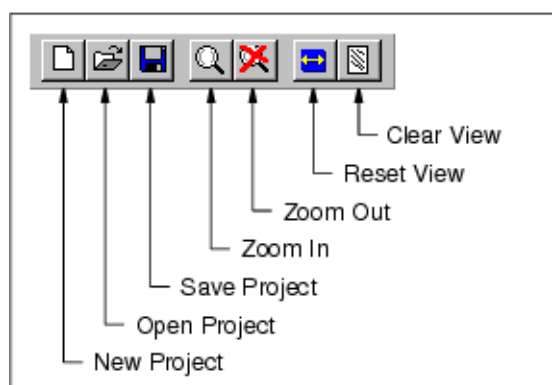 Clear View
Reset View
Zoom Out
Zoom In
Save Project
Open Project
New Project